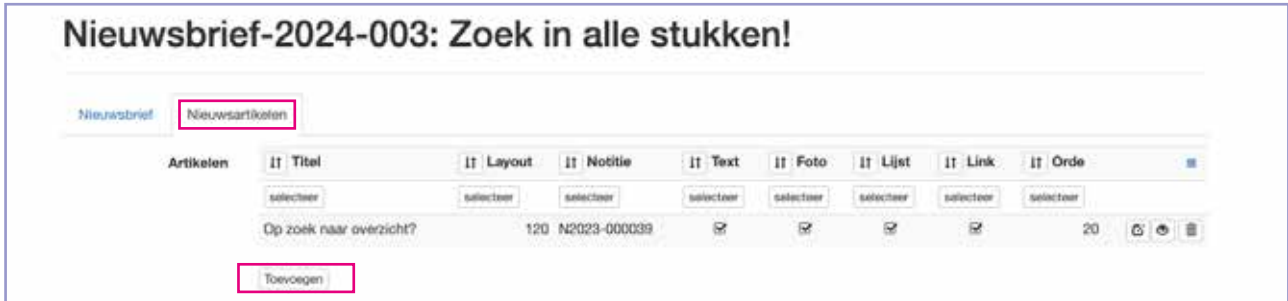 Nieuwsbrief-2024-003: Zoek in alle stukken!
Nieuwsbrief Nieuwsartikelen
Artikelen Titel Layout Notitie Text Foto Lijst Link Orde
selecteer selecteer selecteer selecteer selecteer selecteer selecteer selecteer
Op zoek naar overzicht? 120 N2023-000039 20
Toevoegen